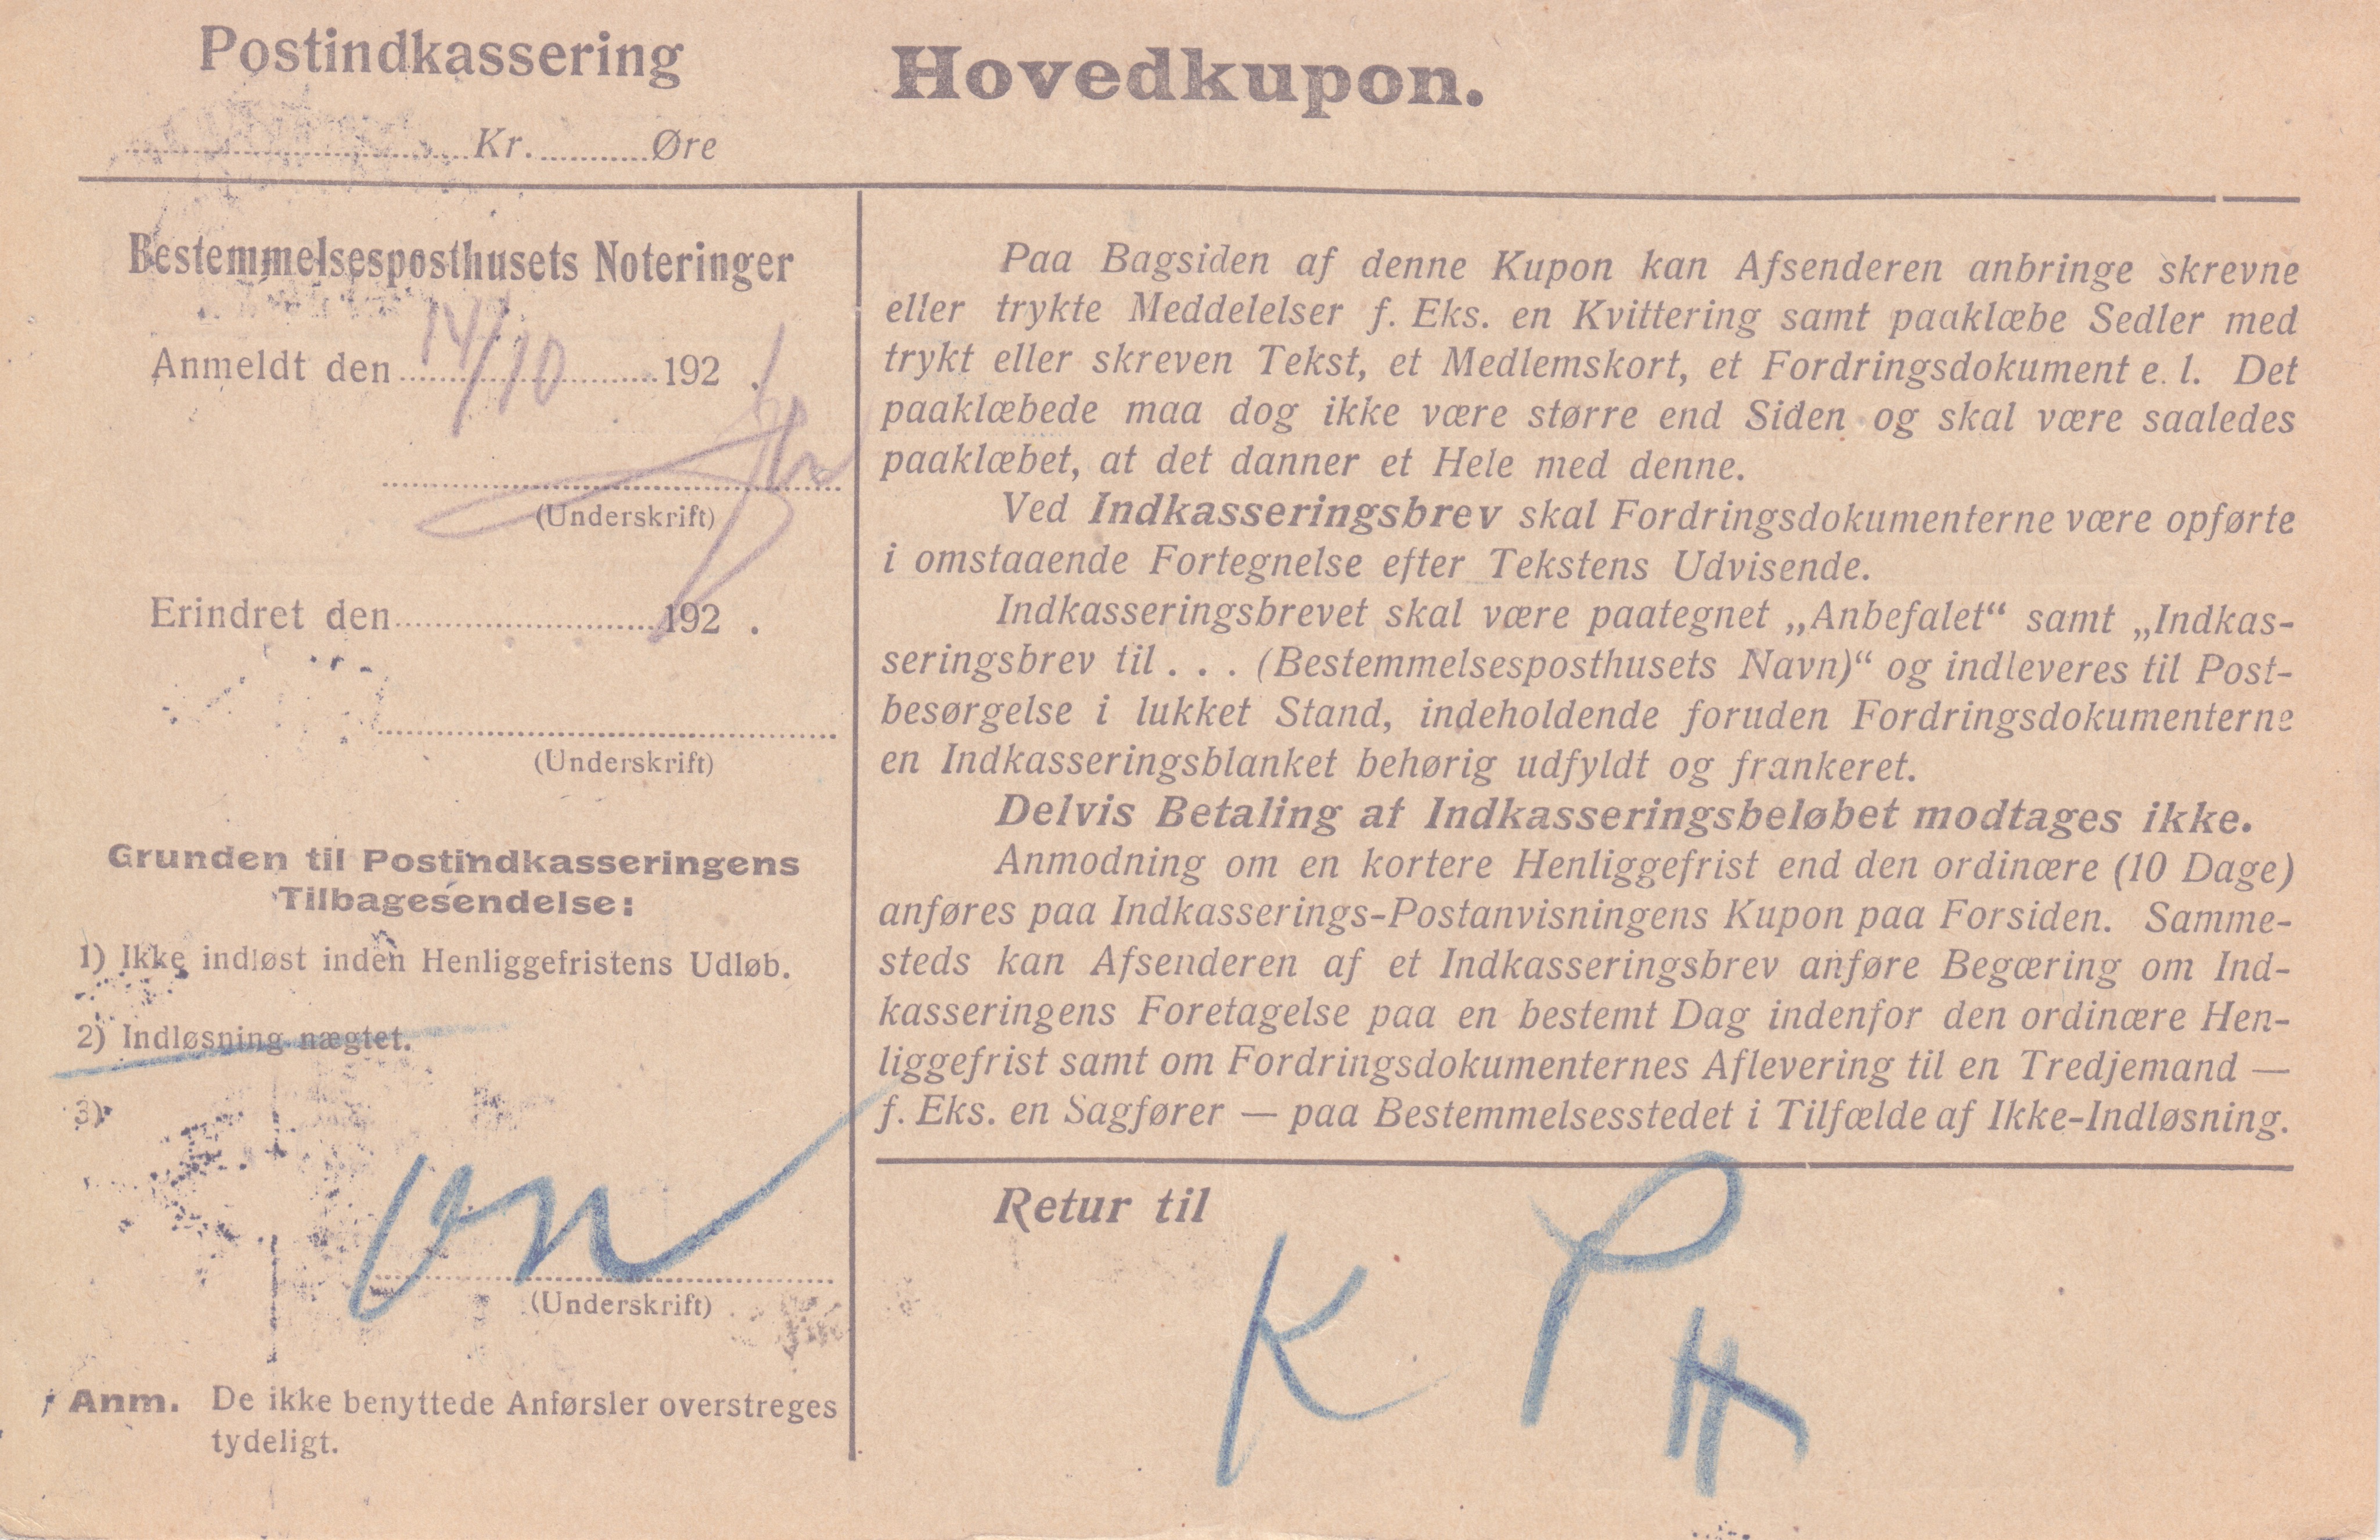 Postindkassering
Hovedkupon.
Kr. Øre
Bestemmelsesposthusets Noteringer
Anmeldt den 14/10 192 .
(Underskrift)
Erindret den 192 .
(Underskrift)
Grunden til Postindkasseringens
Tilbagesendelse:
1) Ikke indløst inden Henliggefristens Udløb.
2) Indløsning nægtet.
3)
(Underskrift)
Anm. De ikke benyttede Anførsler overstreges
tydeligt.
Paa Bagsiden af denne Kupon kan Afsenderen anbringe skrevne
eller trykte Meddelelser f. Eks. en Kvittering samt paaklæbe Sedler med
trykt eller skreven Tekst, et Medlemskort, et Fordringsdokument e. l. Det
paaklæbede maa dog ikke være større end Siden og skal være saaledes
paaklæbet, at det danner et Hele med denne.
Ved Indkasseringsbrev skal Fordringsdokumenterne være opførte
i omstaaende Fortegnelse efter Tekstens Udvisende.
Indkasseringsbrevet skal være paategnet „Anbefalet“ samt „Indkas-
seringsbrev til . . . (Bestemmelsesposthusets Navn)“ og indleveres til Post-
besørgelse i lukket Stand, indeholdende foruden Fordringsdokumenterne
en Indkasseringsblanket behørig udfyldt og frankeret.
Delvis Betaling af Indkasseringsbeløbet modtages ikke.
Anmodning om en kortere Henliggefrist end den ordinære (10 Dage)
anføres paa Indkasserings-Postanvisningens Kupon paa Forsiden. Samme-
steds kan Afsenderen af et Indkasseringsbrev anføre Begæring om Ind-
kasseringens Foretagelse paa en bestemt Dag indenfor den ordinære Hen-
liggefrist samt om Fordringsdokumenternes Aflevering til en Tredjemand —
f. Eks. en Sagfører — paa Bestemmelsesstedet i Tilfælde af Ikke-Indløsning.
Retur til
K P